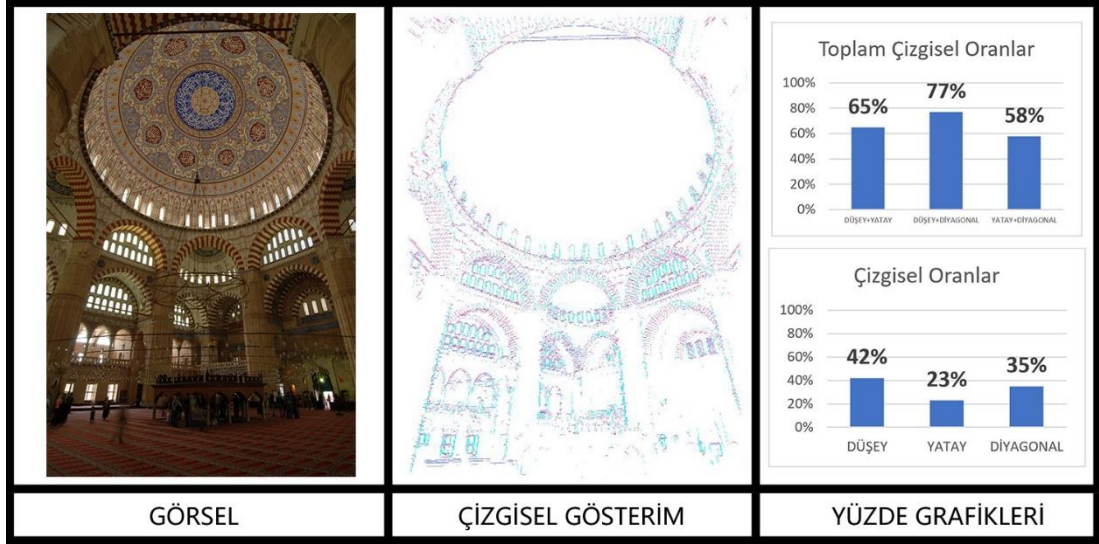 Toplam Çizgisel Oranlar
100%
80%
60%
40%
20%
0%
65%
77%
58%
DÜŞEY+YATAY
DÜŞEY+DİYAGONAL
YATAY+DİYAGONAL
Çizgisel Oranlar
100%
80%
60%
40%
20%
0%
42%
23%
35%
DÜŞEY
YATAY
DİYAGONAL
GÖRSEL
ÇİZGİSEL GÖSTERİM
YÜZDE GRAFİKLERİ